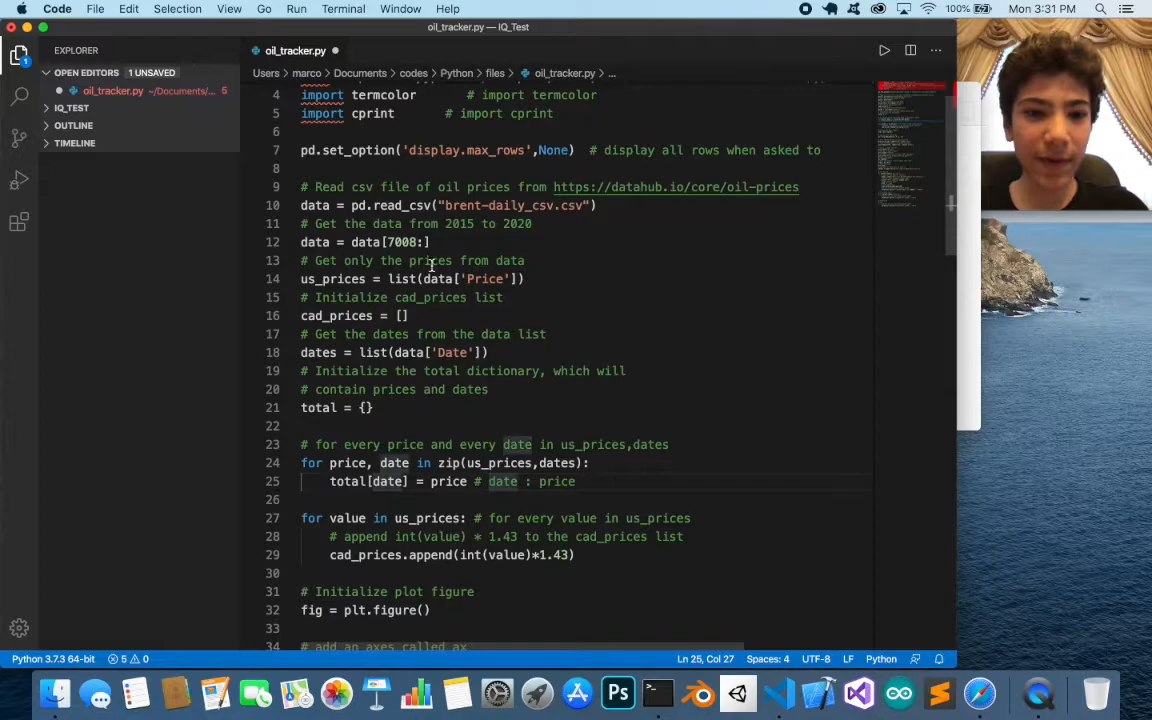 Code File Edit Selection View Go Run Terminal Window Help 100% Mon 3:31 PM
oil_tracker.py — IQ_Test
EXPLORER
oil_tracker.py
OPEN EDITORS 1 UNSAVED
Users > marco > Documents > codes > Python > files > oil_tracker.py > ...
oil_tracker.py ~/Documents/... 6
IQ_TEST
OUTLINE
TIMELINE
1
4 import termcolor # import termcolor
5 import cprint # import cprint
6
7 pd.set_option('display.max_rows',None) # display all rows when asked to
8
9 # Read csv file of oil prices from https://datahub.io/core/oil-prices
10 data = pd.read_csv("brent-daily_csv.csv")
11 # Get the data from 2015 to 2020
12 data = data[7008:]
13 # Get only the prices from data
14 us_prices = list(data['Price'])
15 # Initialize cad_prices list
16 cad_prices = []
17 # Get the dates from the data list
18 dates = list(data['Date'])
19 # Initialize the total dictionary, which will
20 # contain prices and dates
21 total = {}
22
23 # for every price and every date in us_prices,dates
24 for price, date in zip(us_prices,dates):
25 total[date] = price # date : price
26
27 for value in us_prices: # for every value in us_prices
28 # append int(value) * 1.43 to the cad_prices list
29 cad_prices.append(int(value)*1.43)
30
31 # Initialize plot figure
32 fig = plt.figure()
33
34 # add an axes called ax
Python 3.7.3 64-bit 5 0 Ln 25, Col 27 Spaces: 4 UTF-8 LF Python
Ps